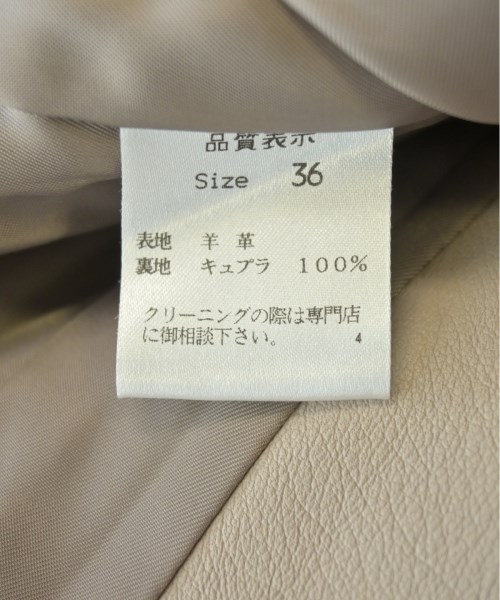 品質表示
Size 36
表地 羊革
裏地 キュプラ 100%
クリーニングの際は専門店
に御相談下さい。 4